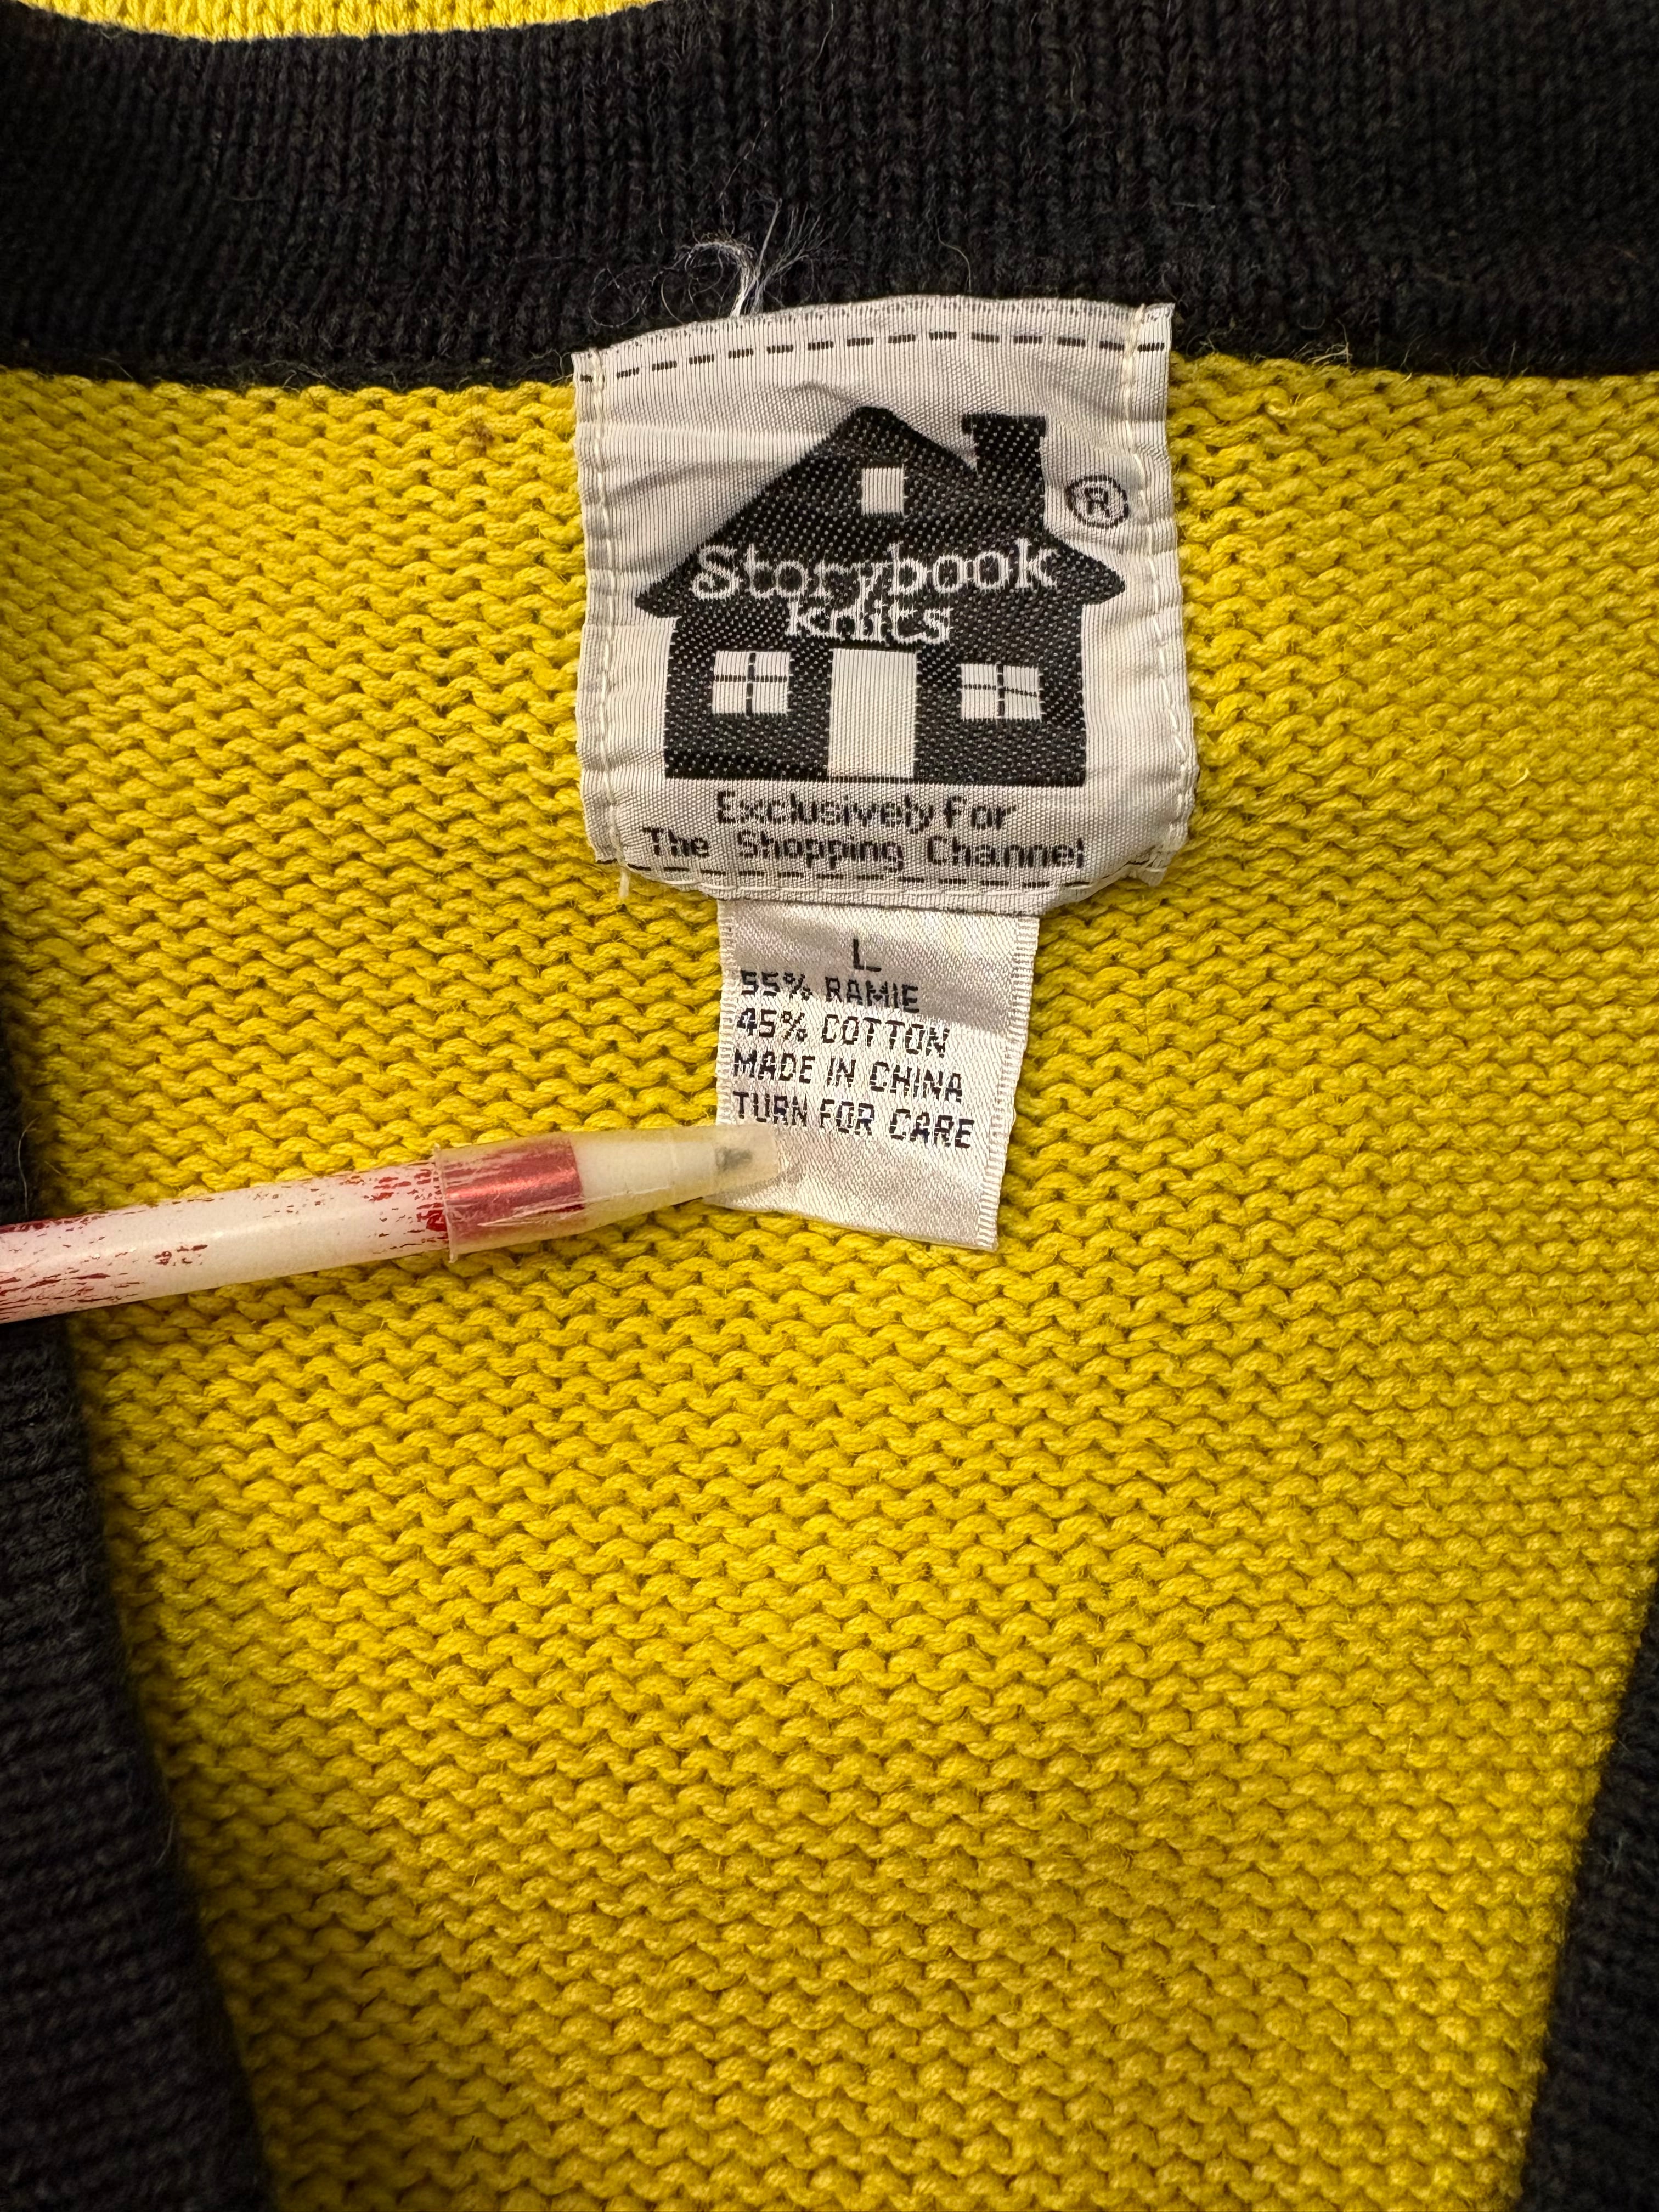 ®
Storybook
knits
Exclusively for
The Shopping Channel
L
55% RAMIE
45% COTTON
MADE IN CHINA
TURN FOR CARE